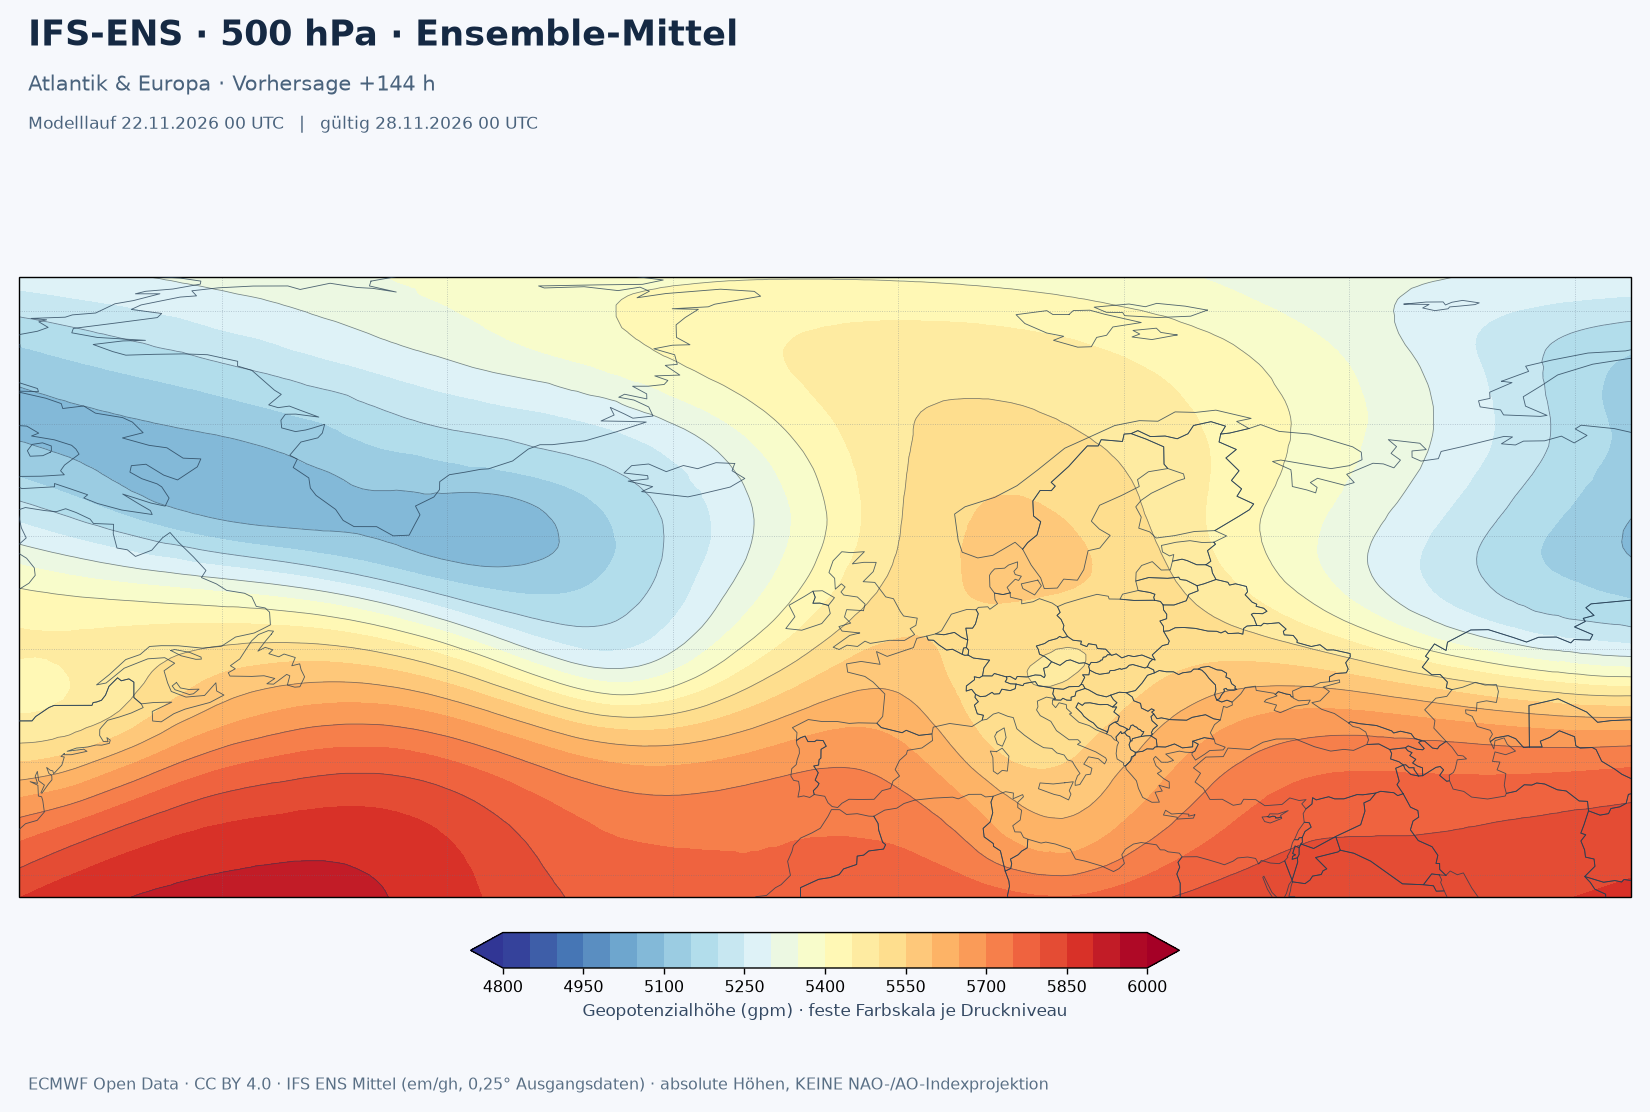 IFS-ENS · 500 hPa · Ensemble-Mittel
Atlantik & Europa · Vorhersage +144 h
Modelllauf 22.11.2026 00 UTC | gültig 28.11.2026 00 UTC
4800 4950 5100 5250 5400 5550 5700 5850 6000
Geopotenzialhöhe (gpm) · feste Farbskala je Druckniveau
ECMWF Open Data · CC BY 4.0 · IFS ENS Mittel (em/gh, 0,25° Ausgangsdaten) · absolute Höhen, KEINE NAO-/AO-Indexprojektion